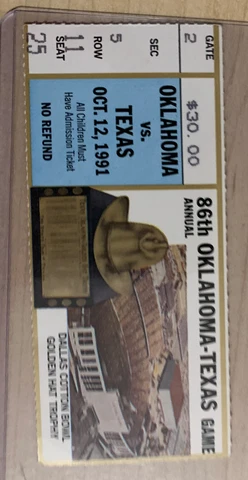 GATE
2
SEC
5
ROW
11
SEAT
25
$30.00
OKLAHOMA
VS.
TEXAS
OCT. 12, 1991
All Children Must
Have Admission Ticket
NO REFUND
86th OKLAHOMA-TEXAS GAME
ANNUAL
DALLAS COTTON BOWL
GOLDEN HAT TROPHY